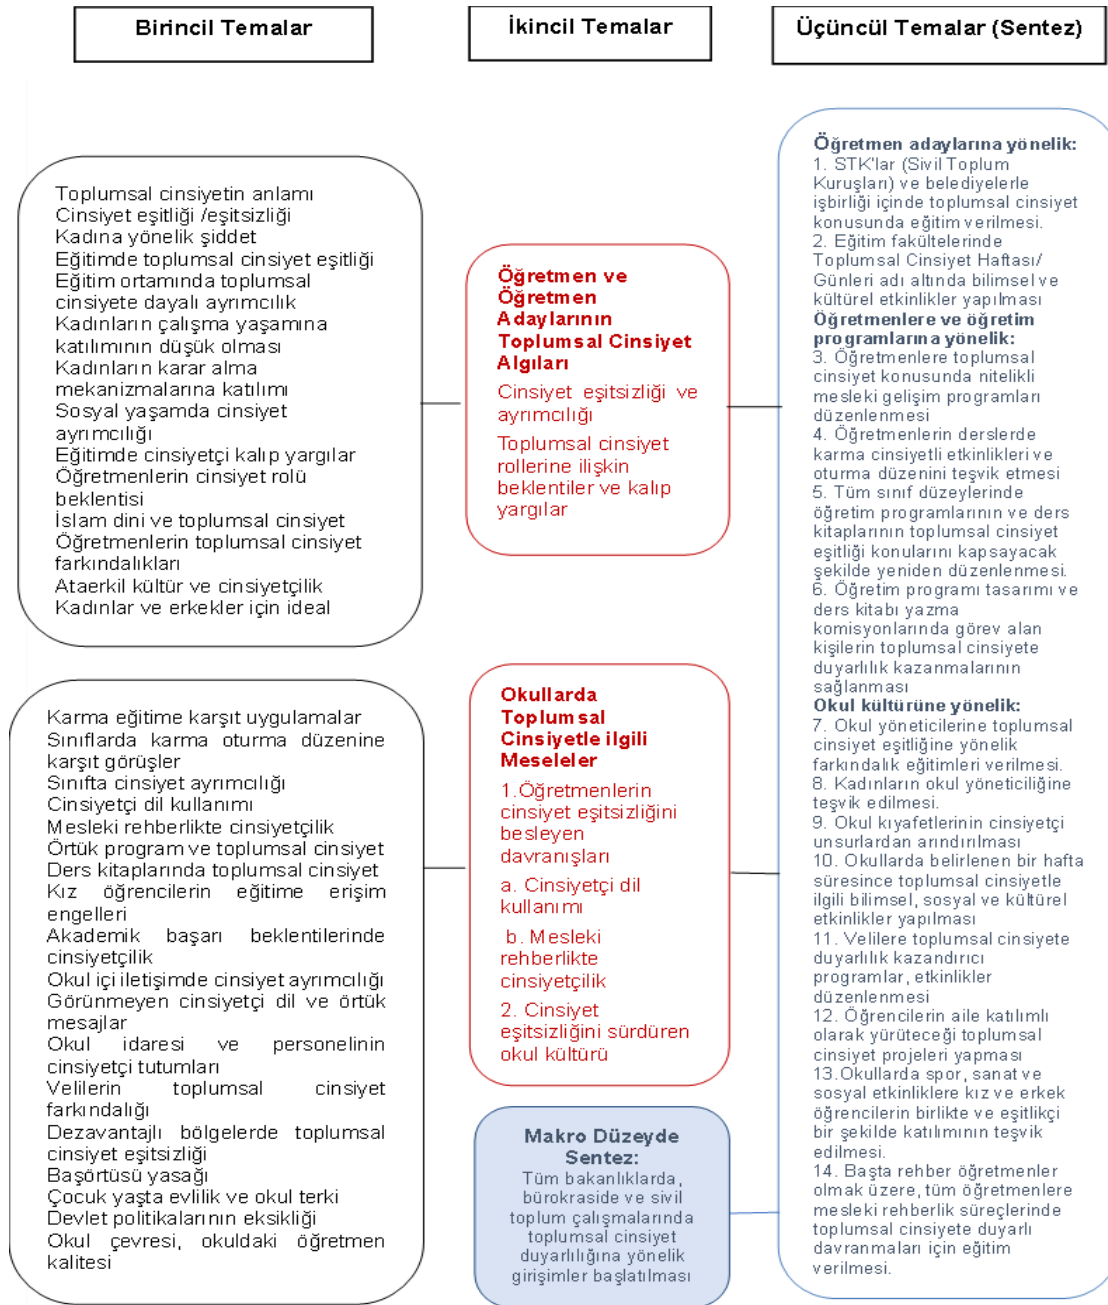 Birincil Temalar
İkincil Temalar
Üçüncül Temalar (Sentez)
Toplumsal cinsiyetin anlamı
Cinsiyet eşitliği /eşitsizliği
Kadına yönelik şiddet
Eğitimde toplumsal cinsiyet eşitliği
Eğitim ortamında toplumsal
cinsiyete dayalı ayrımcılık
Kadınların çalışma yaşamına
katılımının düşük olması
Kadınların karar alma
mekanizmalarına katılımı
Sosyal yaşamda cinsiyet
ayrımcılığı
Eğitimde cinsiyetçi kalıp yargılar
Öğretmenlerin cinsiyet rolü
beklentisi
İslam dini ve toplumsal cinsiyet
Öğretmenlerin toplumsal cinsiyet
farkındalıkları
Ataerkil kültür ve cinsiyetçilik
Kadınlar ve erkekler için ideal
Karma eğitime karşıt uygulamalar
Sınıflarda karma oturma düzenine
karşıt görüşler
Sınıfta cinsiyet ayrımcılığı
Cinsiyetçi dil kullanımı
Mesleki rehberlikte cinsiyetçilik
Örtük program ve toplumsal cinsiyet
Ders kitaplarında toplumsal cinsiyet
Kız öğrencilerin eğitime erişim
engelleri
Akademik başarı beklentilerinde
cinsiyetçilik
Okul içi iletişimde cinsiyet ayrımcılığı
Görünmeyen cinsiyetçi dil ve örtük
mesajlar
Okul idaresi ve personelinin
cinsiyetçi tutumları
Velilerin toplumsal cinsiyet
farkındalığı
Dezavantajlı bölgelerde toplumsal
cinsiyet eşitsizliği
Başörtüsü yasağı
Çocuk yaşta evlilik ve okul terki
Devlet politikalarının eksikliği
Okul çevresi, okuldaki öğretmen
kalitesi
Öğretmen ve
Öğretmen
Adaylarının
Toplumsal Cinsiyet
Algıları
Cinsiyet eşitsizliği ve
ayrımcılığı
Toplumsal cinsiyet
rollerine ilişkin
beklentiler ve kalıp
yargılar
Okullarda
Toplumsal
Cinsiyetle ilgili
Meseleler
1.Öğretmenlerin
cinsiyet eşitsizliğini
besleyen
davranışları
a. Cinsiyetçi dil
kullanımı
b. Mesleki
rehberlikte
cinsiyetçilik
2. Cinsiyet
eşitsizliğini sürdüren
okul kültürü
Makro Düzeyde
Sentez:
Tüm bakanlıklarda,
bürokraside ve sivil
toplum çalışmalarında
toplumsal cinsiyet
duyarlılığına yönelik
girişimler başlatılması
Öğretmen adaylarına yönelik:
1. STK'lar (Sivil Toplum
Kuruşları) ve belediyelerle
işbirliği içinde toplumsal cinsiyet
konusunda eğitim verilmesi.
2. Eğitim fakültelerinde
Toplumsal Cinsiyet Haftası/
Günleri adı altında bilimsel ve
kültürel etkinlikler yapılması
Öğretmenlere ve öğretim
programlarına yönelik:
3. Öğretmenlere toplumsal
cinsiyet konusunda nitelikli
mesleki gelişim programları
düzenlenmesi
4. Öğretmenlerin derslerde
karma cinsiyetli etkinlikleri ve
oturma düzenini teşvik etmesi
5. Tüm sınıf düzeylerinde
öğretim programlarının ve ders
kitaplarının toplumsal cinsiyet
eşitliği konularını kapsayacak
şekilde yeniden düzenlenmesi.
6. Öğretim programı tasarımı ve
ders kitabı yazma
komisyonlarında görev alan
kişilerin toplumsal cinsiyete
duyarlılık kazanmalarının
sağlanması
Okul kültürüne yönelik:
7. Okul yöneticilerine toplumsal
cinsiyet eşitliğine yönelik
farkındalık eğitimleri verilmesi.
8. Kadınların okul yöneticiliğine
teşvik edilmesi.
9. Okul kıyafetlerinin cinsiyetçi
unsurlardan arındırılması
10. Okullarda belirlenen bir hafta
süresince toplumsal cinsiyetle
ilgili bilimsel, sosyal ve kültürel
etkinlikler yapılması
11. Velilere toplumsal cinsiyete
duyarlılık kazandırıcı
programlar, etkinlikler
düzenlenmesi
12. Öğrencilerin aile katılımlı
olarak yürüteceği toplumsal
cinsiyet projeleri yapması
13.Okullarda spor, sanat ve
sosyal etkinliklere kız ve erkek
öğrencilerin birlikte ve eşitlikçi
bir şekilde katılımının teşvik
edilmesi.
14. Başta rehber öğretmenler
olmak üzere, tüm öğretmenlere
mesleki rehberlik süreçlerinde
toplumsal cinsiyete duyarlı
davranmaları için eğitim
verilmesi.